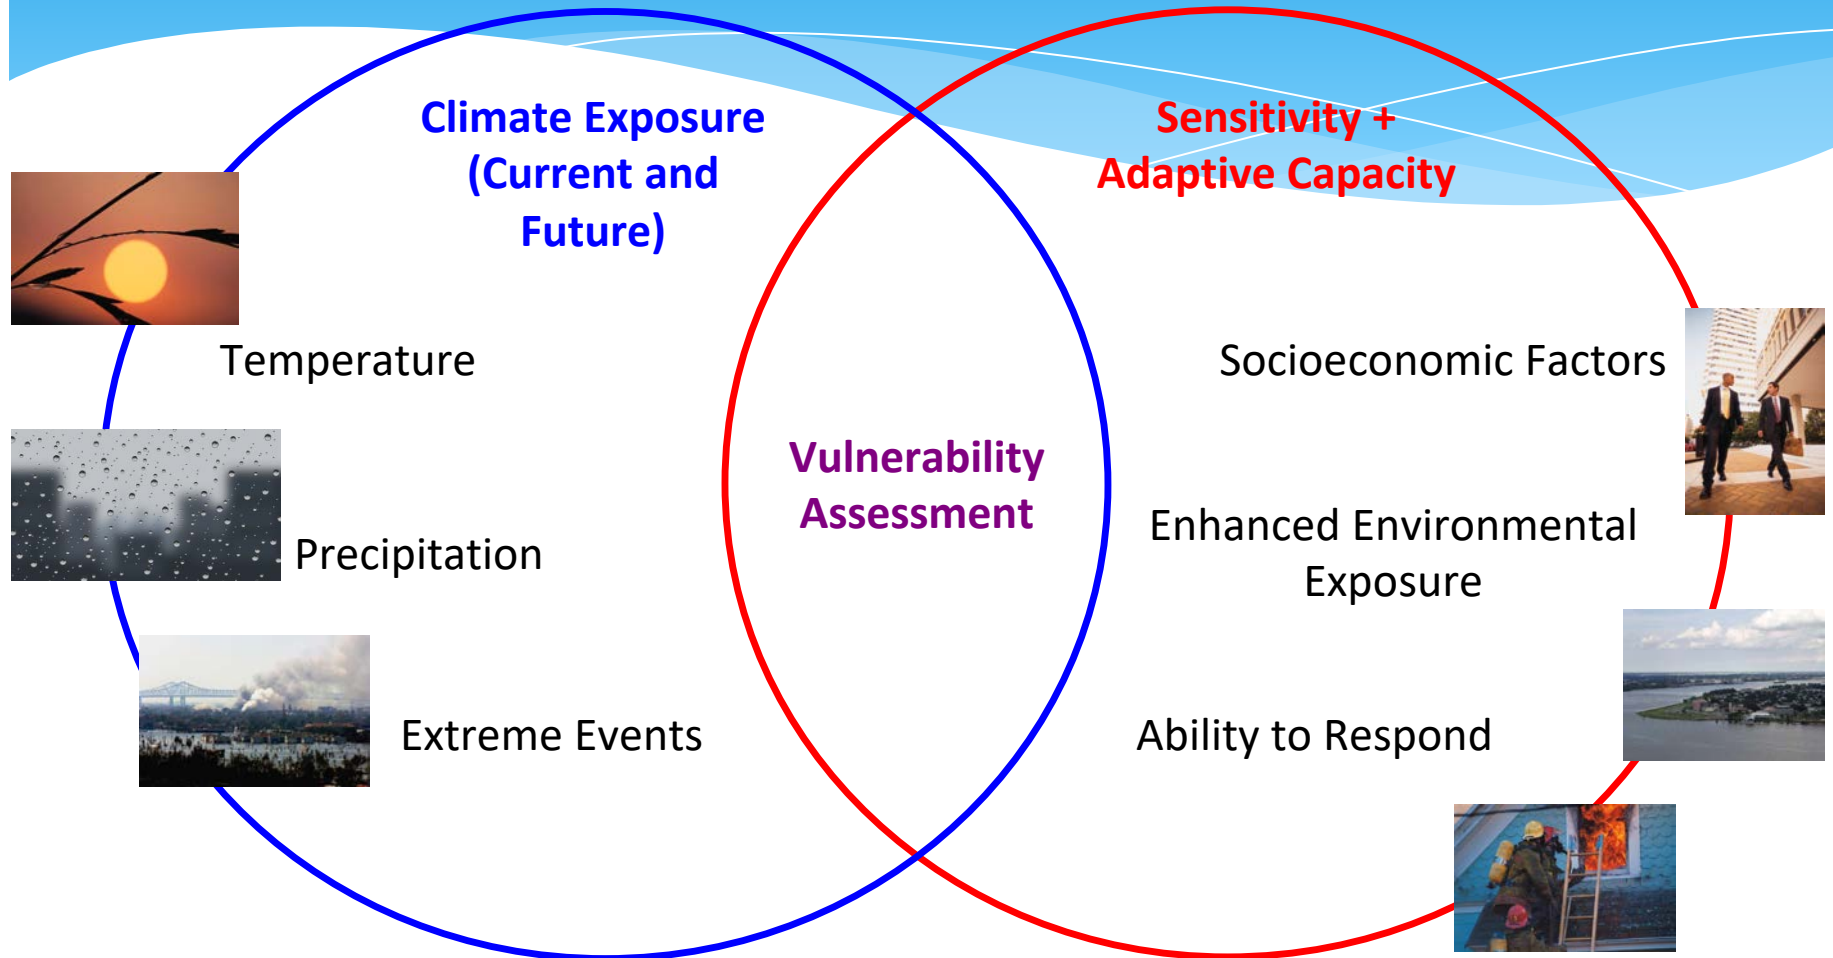 Climate Exposure
(Current and
Future)
Sensitivity +
Adaptive Capacity
Temperature
Socioeconomic Factors
Vulnerability
Assessment
Precipitation
Enhanced Environmental
Exposure
Extreme Events
Ability to Respond